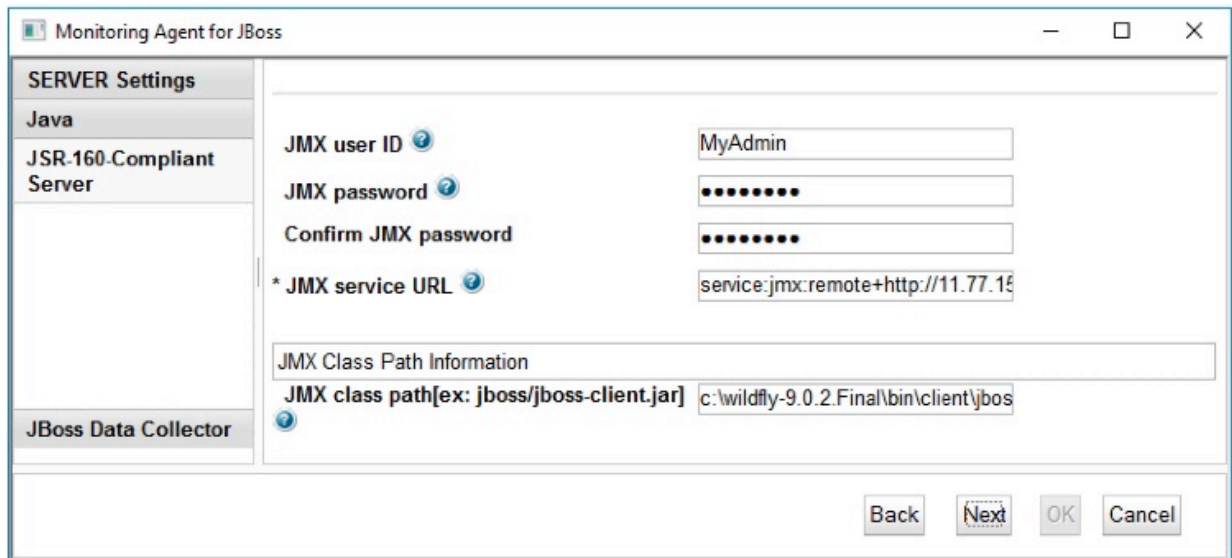 Monitoring Agent for JBoss
SERVER Settings
Java
JSR-160-Compliant
Server
JBoss Data Collector
JMX user ID
MyAdmin
JMX password
••••••••
Confirm JMX password
••••••••
* JMX service URL
service:jmx:remote+http://11.77.15
JMX Class Path Information
JMX class path[ex: jboss/jboss-client.jar]
c:\wildfly-9.0.2.Final\bin\client\jbos
Back
Next
OK
Cancel